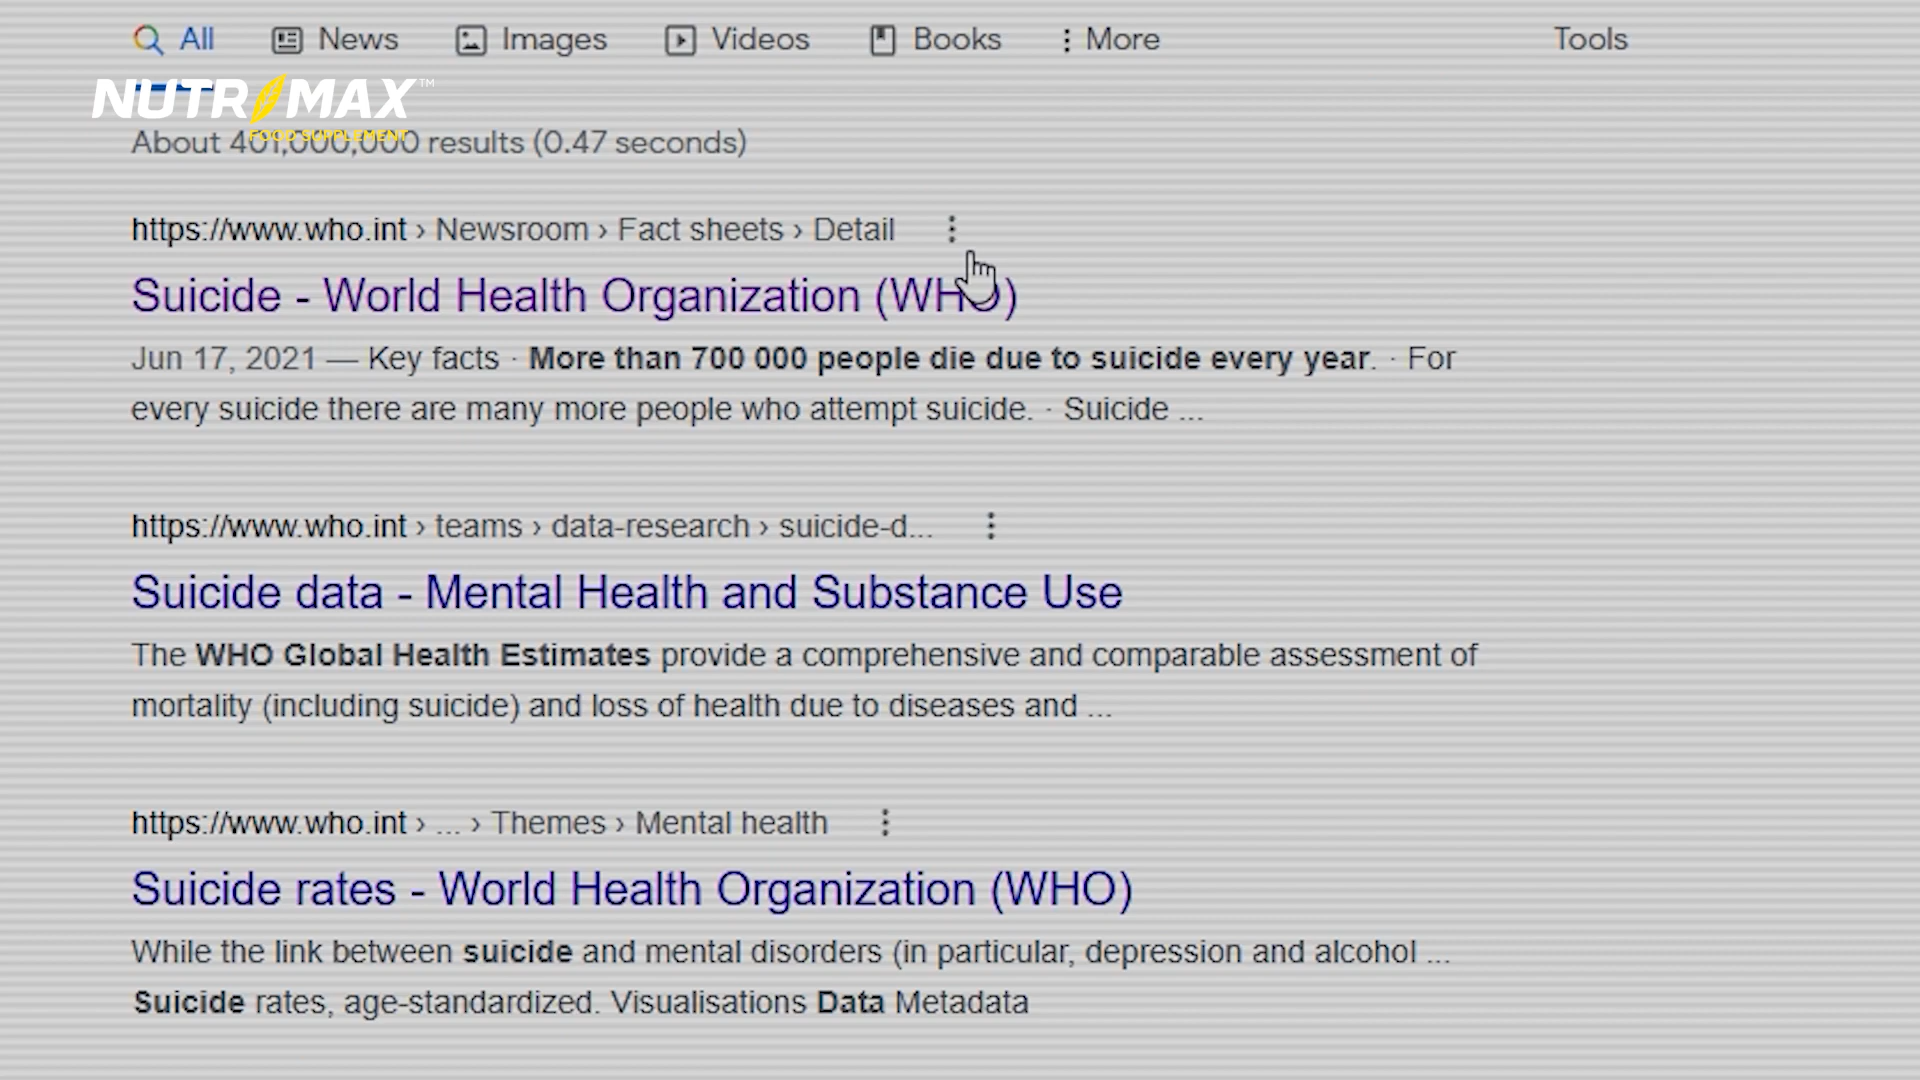 All News Images Videos Books More Tools
NUTRMAX™
FOOD SUPPLEMENT
About 401,000,000 results (0.47 seconds)
https://www.who.int › Newsroom › Fact sheets › Detail
Suicide - World Health Organization (WHO)
Jun 17, 2021 — Key facts · More than 700 000 people die due to suicide every year. · For
every suicide there are many more people who attempt suicide. · Suicide ...
https://www.who.int › teams › data-research › suicide-d...
Suicide data - Mental Health and Substance Use
The WHO Global Health Estimates provide a comprehensive and comparable assessment of
mortality (including suicide) and loss of health due to diseases and ...
https://www.who.int › ... › Themes › Mental health
Suicide rates - World Health Organization (WHO)
While the link between suicide and mental disorders (in particular, depression and alcohol ...
Suicide rates, age-standardized. Visualisations Data Metadata